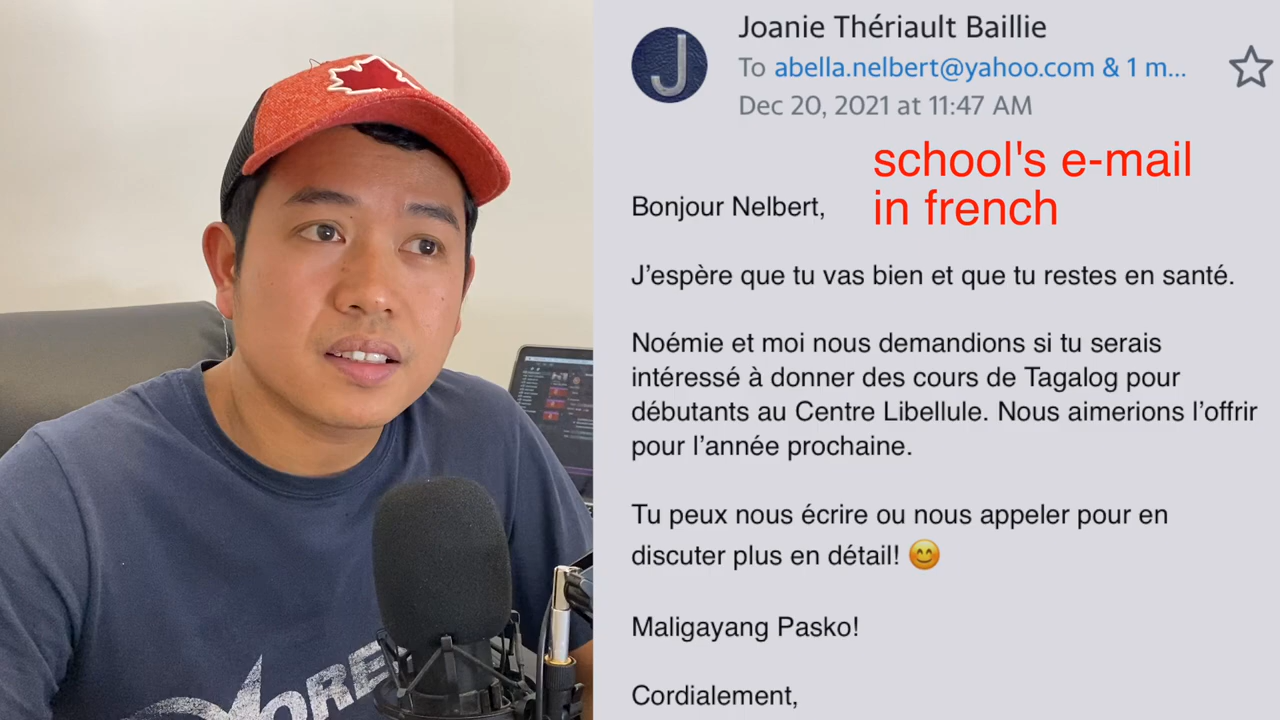 Joanie Thériault Baillie
To abella.nelbert@yahoo.com & 1 m...
Dec 20, 2021 at 11:47 AM
school's e-mail
in french
Bonjour Nelbert,
J’espère que tu vas bien et que tu restes en santé.
Noémie et moi nous demandions si tu serais
intéressé à donner des cours de Tagalog pour
débutants au Centre Libellule. Nous aimerions l’offrir
pour l’année prochaine.
Tu peux nous écrire ou nous appeler pour en
discuter plus en détail! 😊
Maligayang Pasko!
Cordialement,